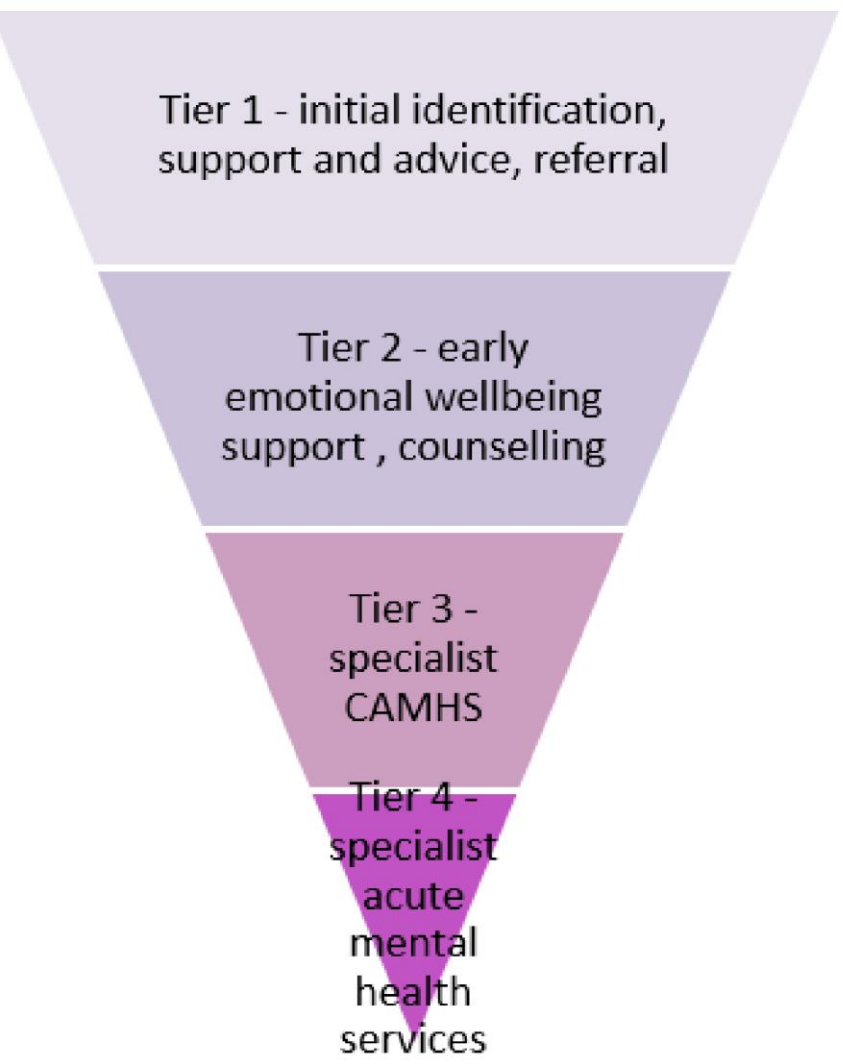 Tier 1 - initial identification,
support and advice, referral
Tier 2 - early
emotional wellbeing
support , counselling
Tier 3 -
specialist
CAMHS
Tier 4 -
specialist
acute
mental
health
services